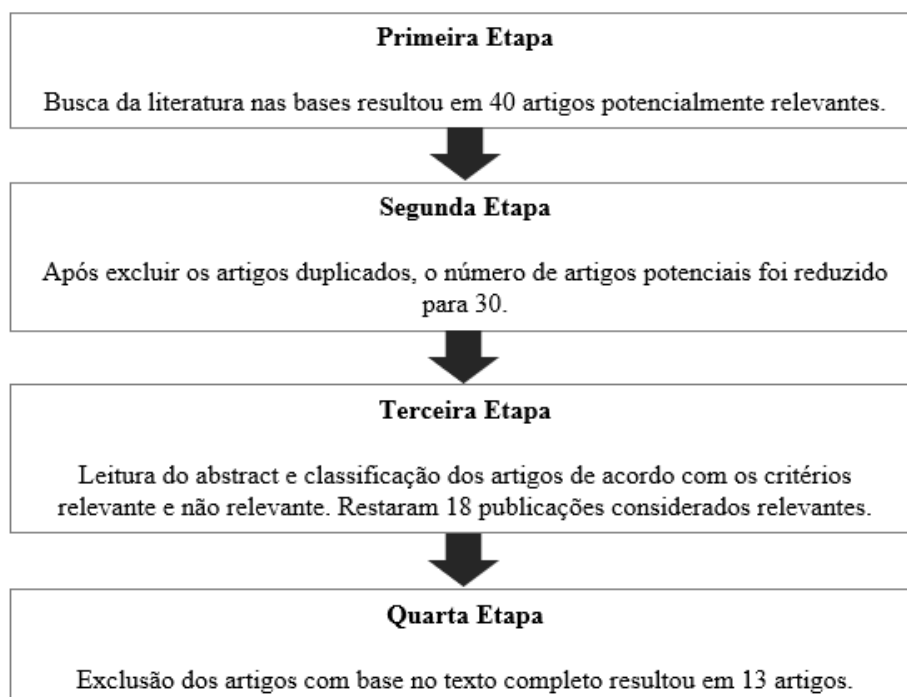 Primeira Etapa
Busca da literatura nas bases resultou em 40 artigos potencialmente relevantes.
Segunda Etapa
Após excluir os artigos duplicados, o número de artigos potenciais foi reduzido
para 30.
Terceira Etapa
Leitura do abstract e classificação dos artigos de acordo com os critérios
relevante e não relevante. Restaram 18 publicações considerados relevantes.
Quarta Etapa
Exclusão dos artigos com base no texto completo resultou em 13 artigos.